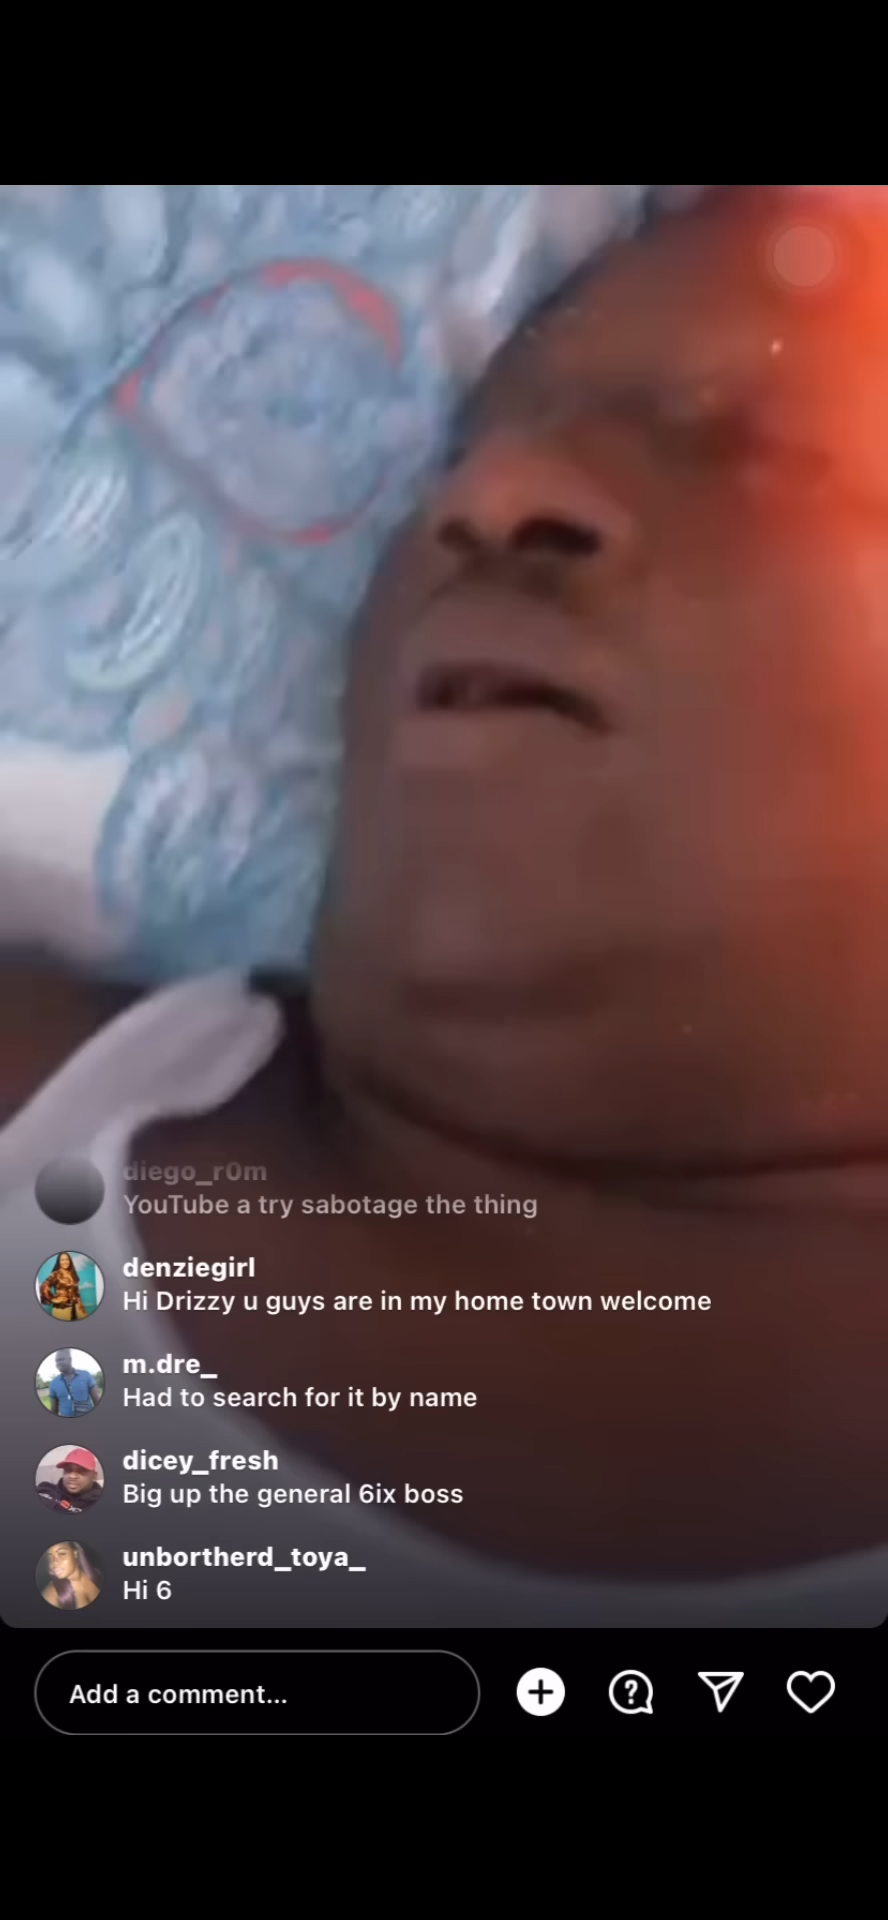 diego_r0m
YouTube a try sabotage the thing
denziegirl
Hi Drizzy u guys are in my home town welcome
m.dre_
Had to search for it by name
dicey_fresh
Big up the general 6ix boss
unbortherd_toya_
Hi 6
Add a comment...